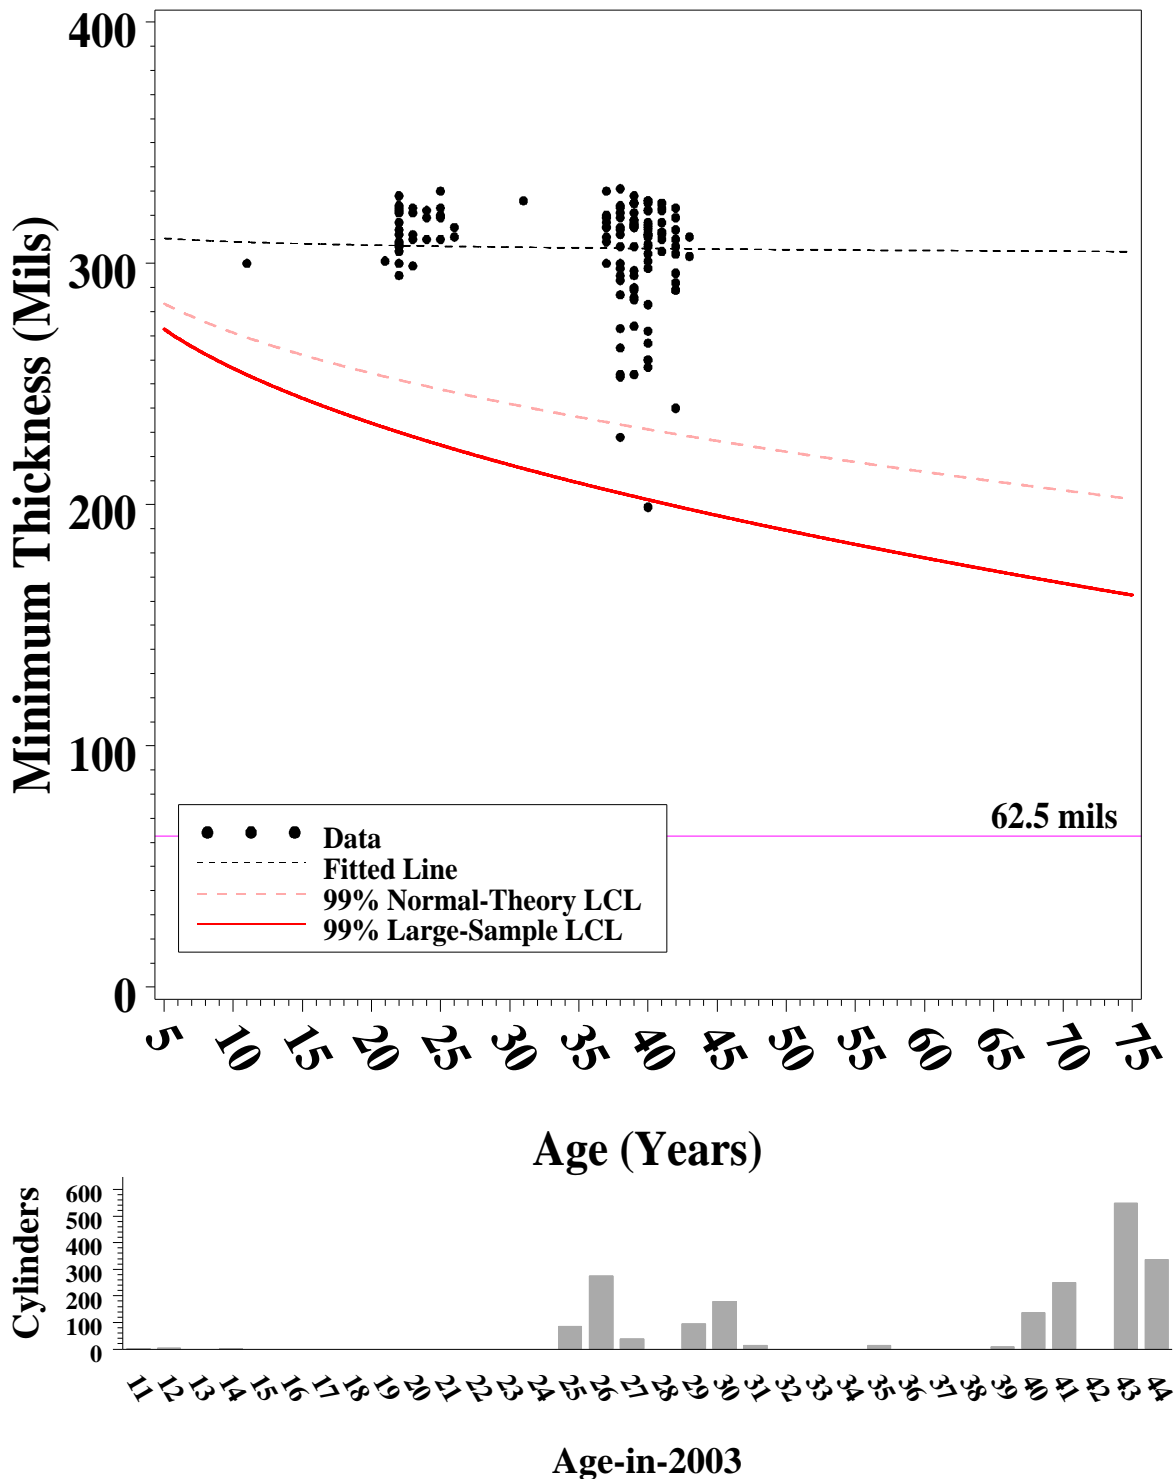 400
300
200
100
0
Minimum Thickness (Mils)
62.5 mils
Data
Fitted Line
99% Normal-Theory LCL
99% Large-Sample LCL
5 10 15 20 25 30 35 40 45 50 55 60 65 70 75
Age (Years)
600
500
400
300
200
100
0
Cylinders
11 12 13 14 15 16 17 18 19 20 21 22 23 24 25 26 27 28 29 30 31 32 33 34 35 36 37 38 39 40 41 42 43 44
Age-in-2003